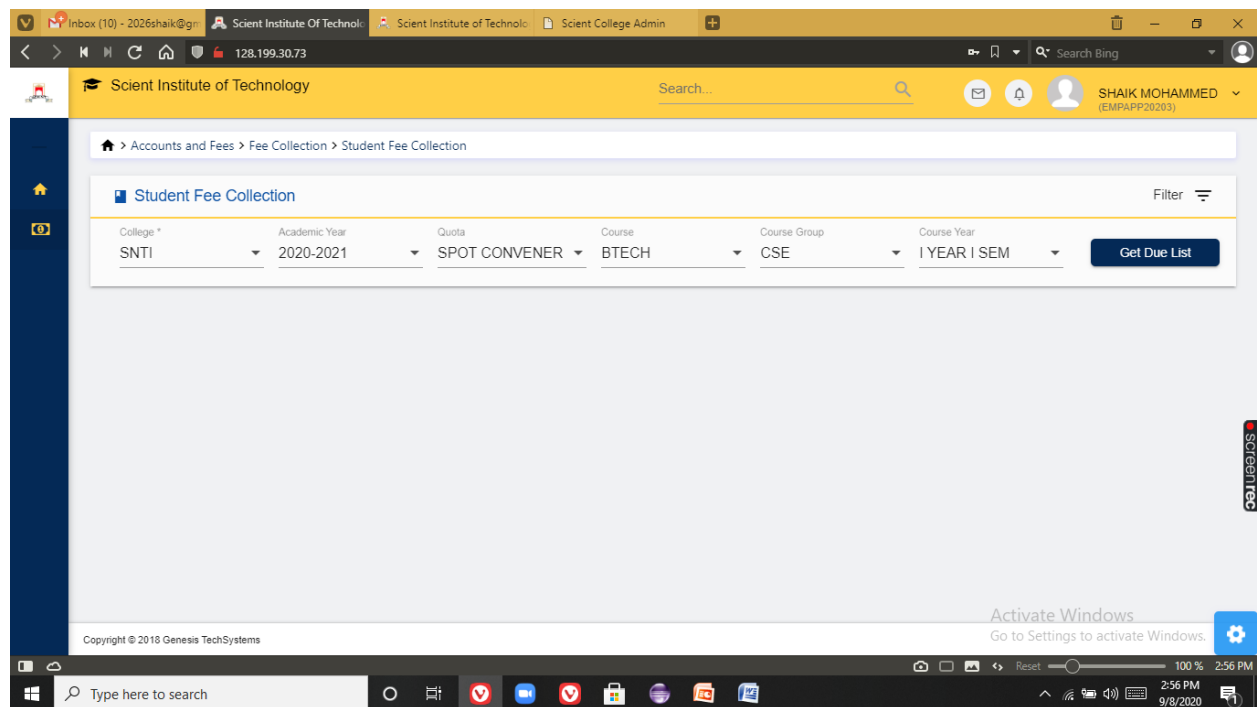 Inbox (10) - 2026shaik@gm
Scient Institute Of Technolo
Scient Institute of Technolo
Scient College Admin
128.199.30.73
Search Bing
Scient Institute of Technology
Search...
SHAIK MOHAMMED
(EMPAPP20203)
> Accounts and Fees > Fee Collection > Student Fee Collection
Student Fee Collection
Filter
College *
Academic Year
Quota
Course
Course Group
Course Year
SNTI
2020-2021
SPOT CONVENER
BTECH
CSE
I YEAR I SEM
Get Due List
screenrec
Activate Windows
Go to Settings to activate Windows.
Copyright © 2018 Genesis TechSystems
Reset
100 %
2:56 PM
Type here to search
2:56 PM
9/8/2020